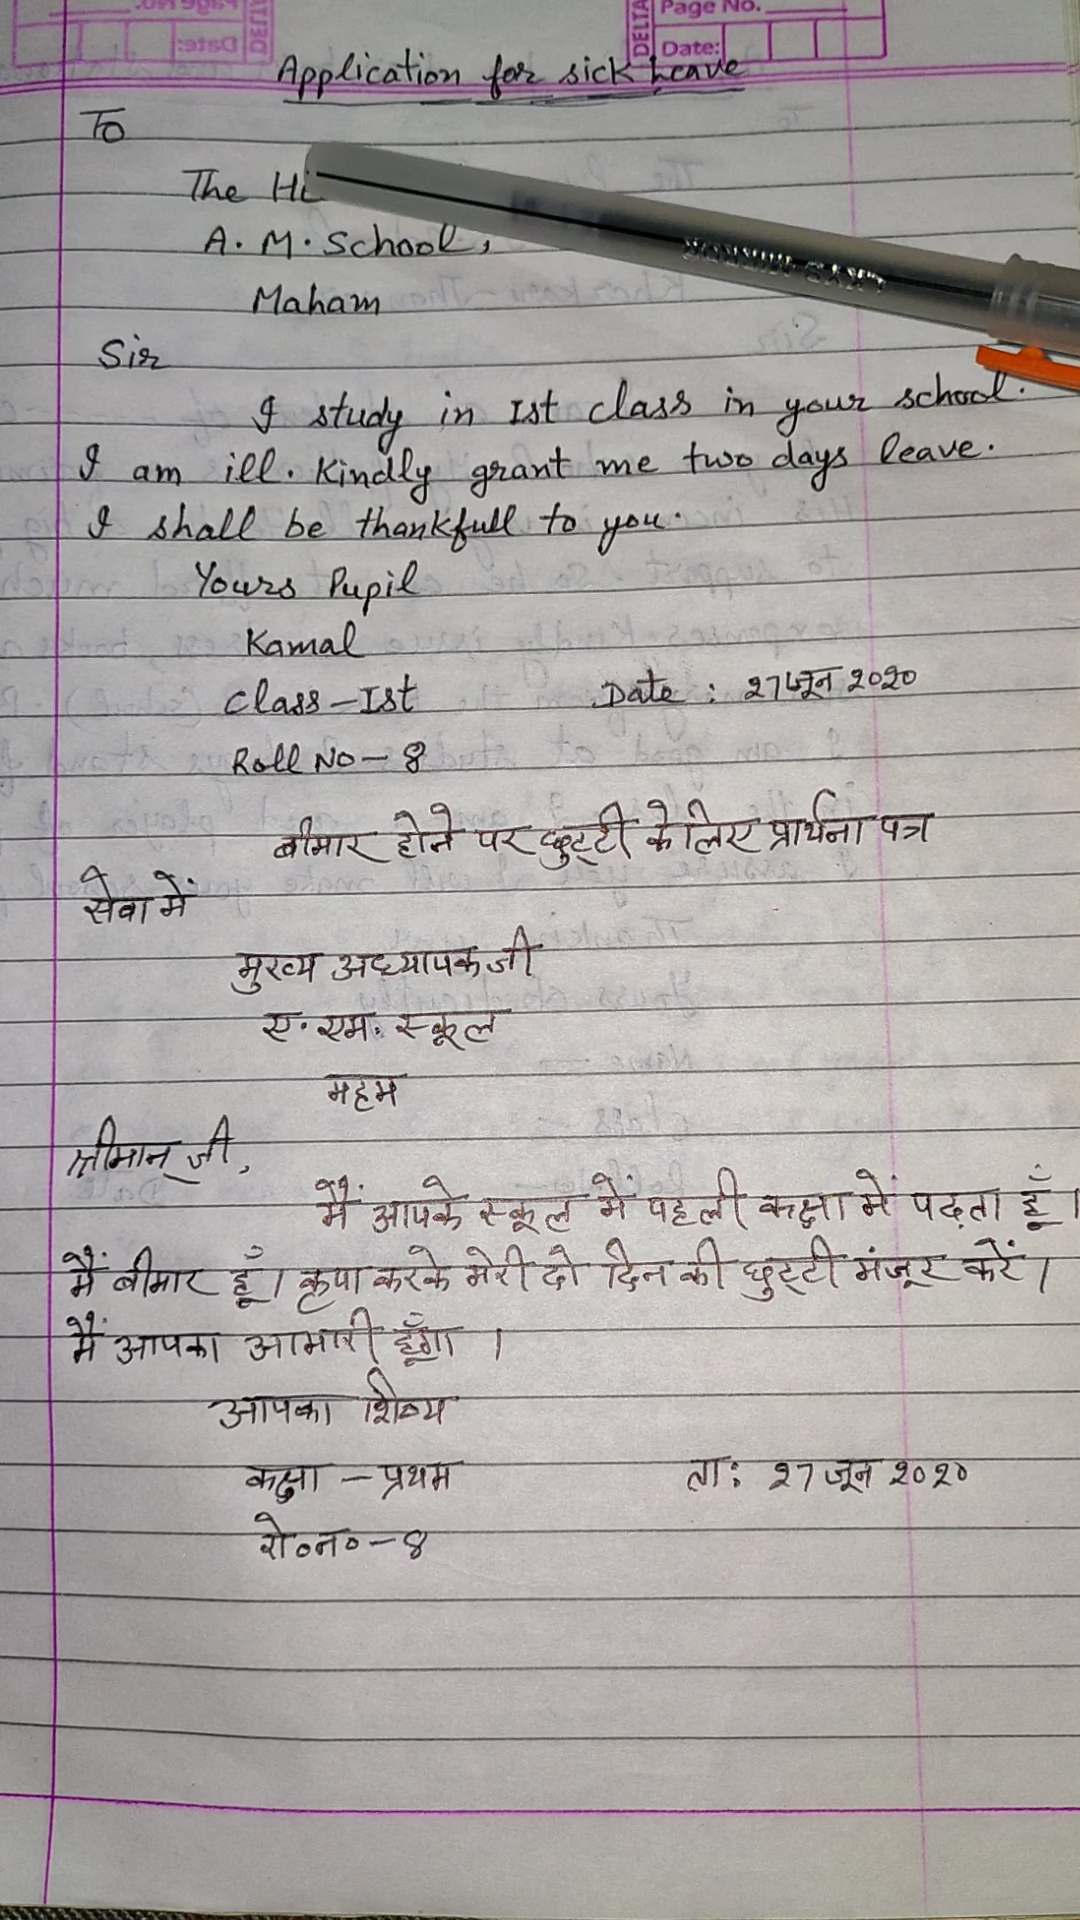 Page No.
DELTA
Date:
Application for sick Leave
To
The
A. M. School,
Maham
Sir
I study in Ist class in your school.
I am ill. Kindly grant me two days leave.
I shall be thankfull to you.
Yours Pupil
Kamal
Class - Ist Date : 27 जून 2020
Roll No - 8
बीमार होने पर छुट्टी के लिए प्रार्थना पत्र
सेवा में
मुख्य अध्यापक जी
ए. एम. स्कूल
महम
श्रीमान् जी,
मैं आपके स्कूल में पहली कक्षा में पढ़ता हूँ।
मैं बीमार हूँ। कृपा करके मेरी दो दिन की छुट्टी मंजूर करें।
मैं आपका आभारी हूँगा ।
आपका शिष्य
कक्षा - प्रथम ता: 27 जून 2020
रो०न० - 8